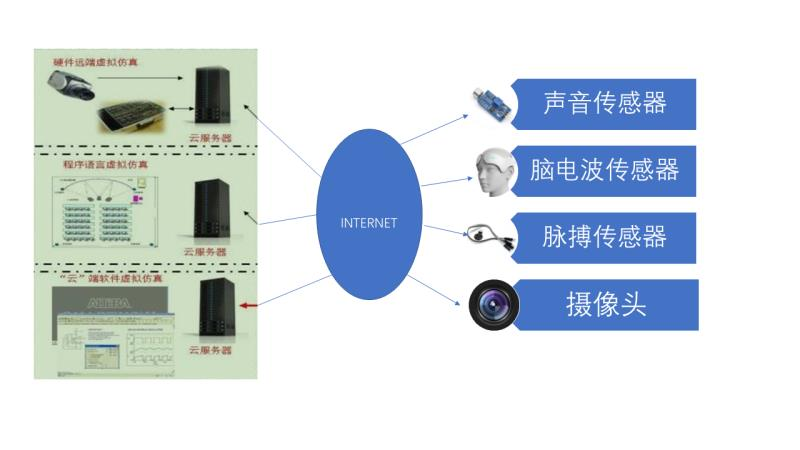 硬件远端虚拟仿真
云服务器
程序语言虚拟仿真
云服务器
“云”端软件虚拟仿真
ALTERA
云服务器
INTERNET
声音传感器
脑电波传感器
脉搏传感器
摄像头